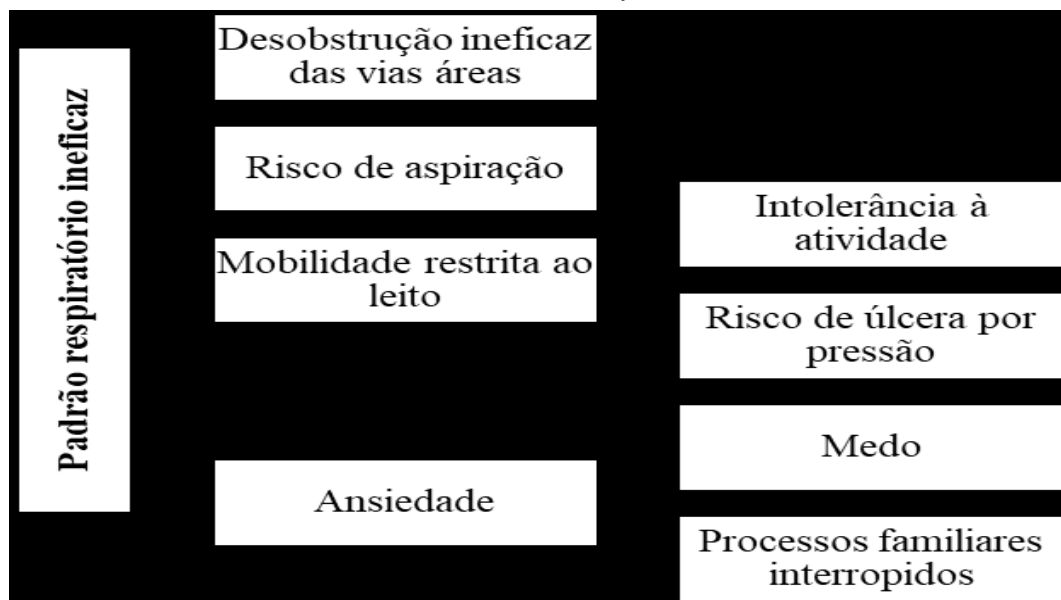 Padrão respiratório ineficaz
Desobstrução ineficaz
das vias áreas
Risco de aspiração
Mobilidade restrita ao
leito
Ansiedade
Intolerância à
atividade
Risco de úlcera por
pressão
Medo
Processos familiares
interropidos